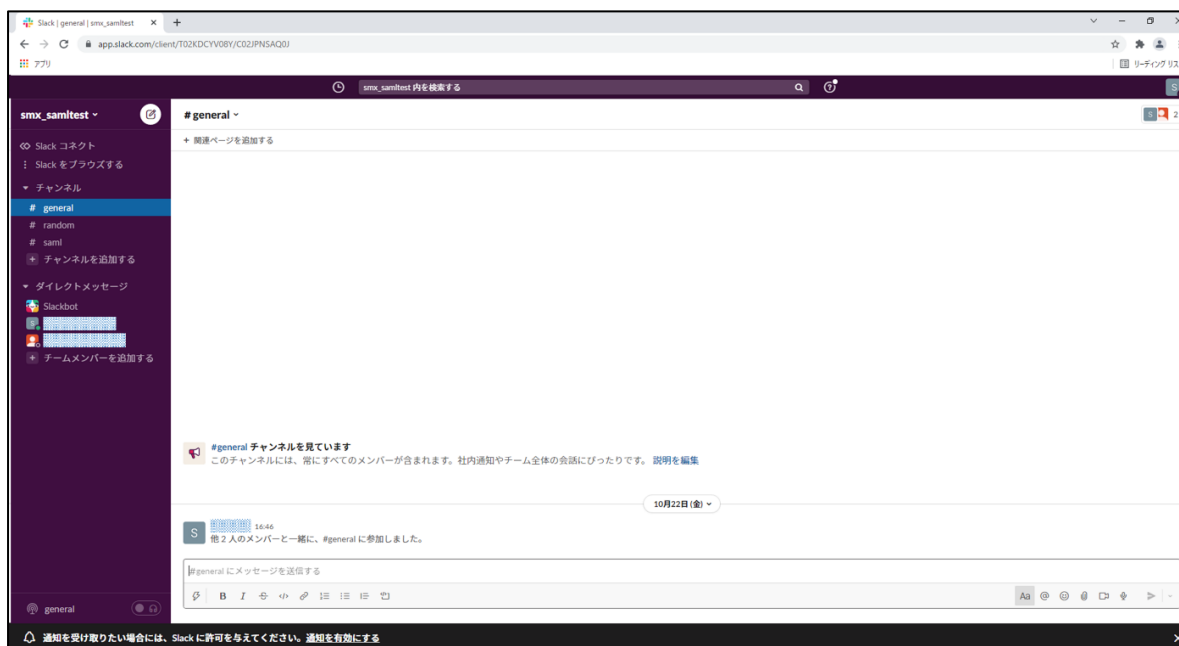 Slack | general | smx_samltest
app.slack.com/client/T02KDCYV08Y/C02JPNSAQ0J
アプリ
リーディング リス
smx_samltest 内を検索する
S
smx_samltest
# general
S 2
+ 関連ページを追加する
Slack コネクト
Slack をブラウズする
チャンネル
# general
# random
# saml
+ チャンネルを追加する
ダイレクトメッセージ
Slackbot
S
+ チームメンバーを追加する
#general チャンネルを見ています
このチャンネルには、常にすべてのメンバーが含まれます。社内通知やチーム全体の会話にぴったりです。 説明を編集
10月22日 (金)
S
16:46
他 2 人のメンバーと一緒に、#general に参加しました。
#general にメッセージを送信する
B I S
Aa @
general
通知を受け取りたい場合には、Slack に許可を与えてください。通知を有効にする